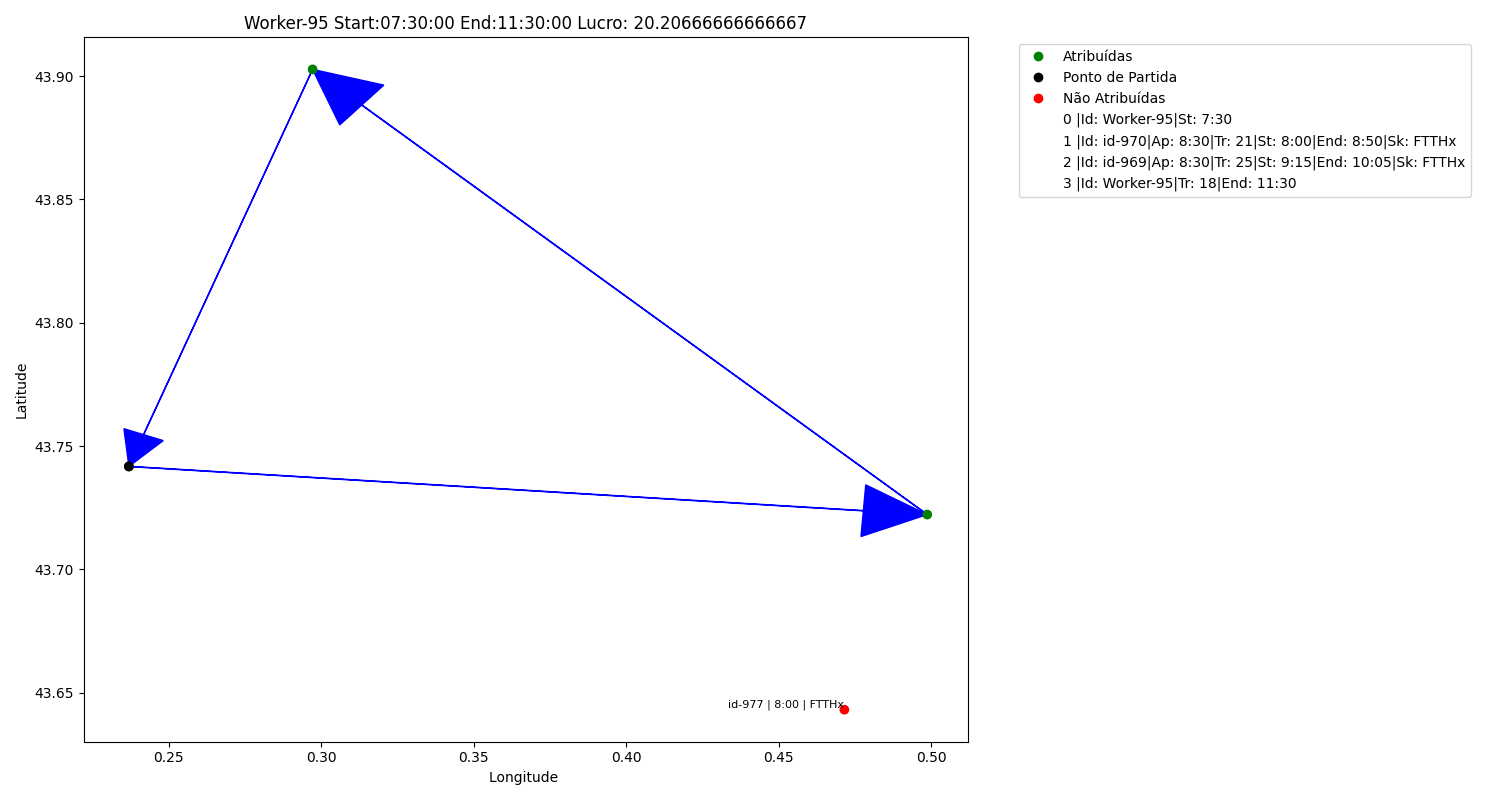 Worker-95 Start:07:30:00 End:11:30:00 Lucro: 20.20666666666667
43.90
43.85
43.80
43.75
43.70
43.65
Latitude
id-977 | 8:00 | FTTHx
0.25 0.30 0.35 0.40 0.45 0.50
Longitude
Atribuídas
Ponto de Partida
Não Atribuídas
0 |Id: Worker-95|St: 7:30
1 |Id: id-970|Ap: 8:30|Tr: 21|St: 8:00|End: 8:50|Sk: FTTHx
2 |Id: id-969|Ap: 8:30|Tr: 25|St: 9:15|End: 10:05|Sk: FTTHx
3 |Id: Worker-95|Tr: 18|End: 11:30